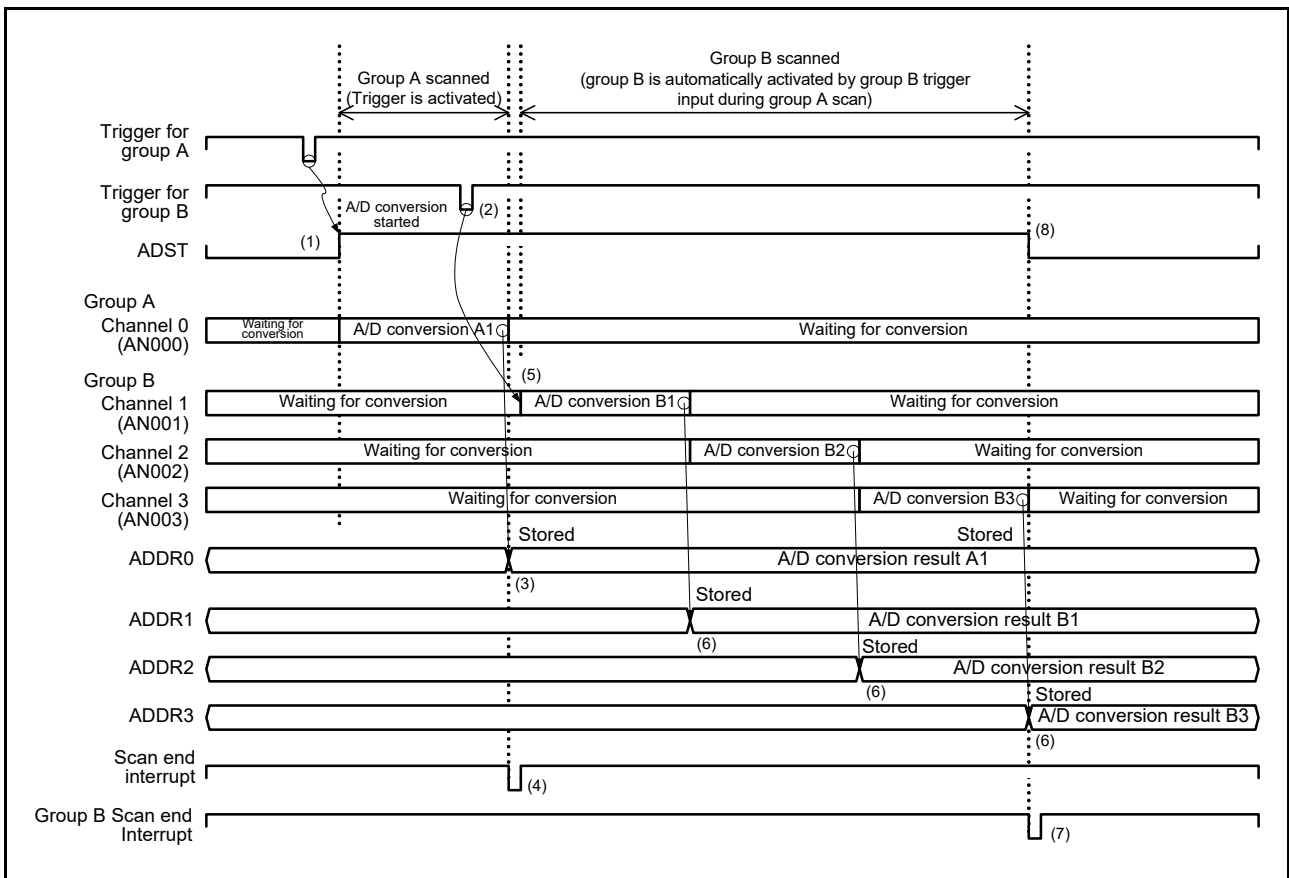 Group A scanned
(Trigger is activated)
Group B scanned
(group B is automatically activated by group B trigger
input during group A scan)
Trigger for
group A
Trigger for
group B
A/D conversion
started
(2)
ADST
(1)
(8)
Group A
Channel 0
(AN000)
Waiting for
conversion
A/D conversion A1
Waiting for conversion
(5)
Group B
Channel 1
(AN001)
Waiting for conversion
A/D conversion B1
Waiting for conversion
Channel 2
(AN002)
Waiting for conversion
A/D conversion B2
Waiting for conversion
Channel 3
(AN003)
Waiting for conversion
A/D conversion B3
Waiting for conversion
Stored
Stored
ADDR0
A/D conversion result A1
(3)
Stored
ADDR1
A/D conversion result B1
(6)
Stored
ADDR2
A/D conversion result B2
(6)
Stored
ADDR3
A/D conversion result B3
(6)
Scan end
interrupt
(4)
Group B Scan end
Interrupt
(7)